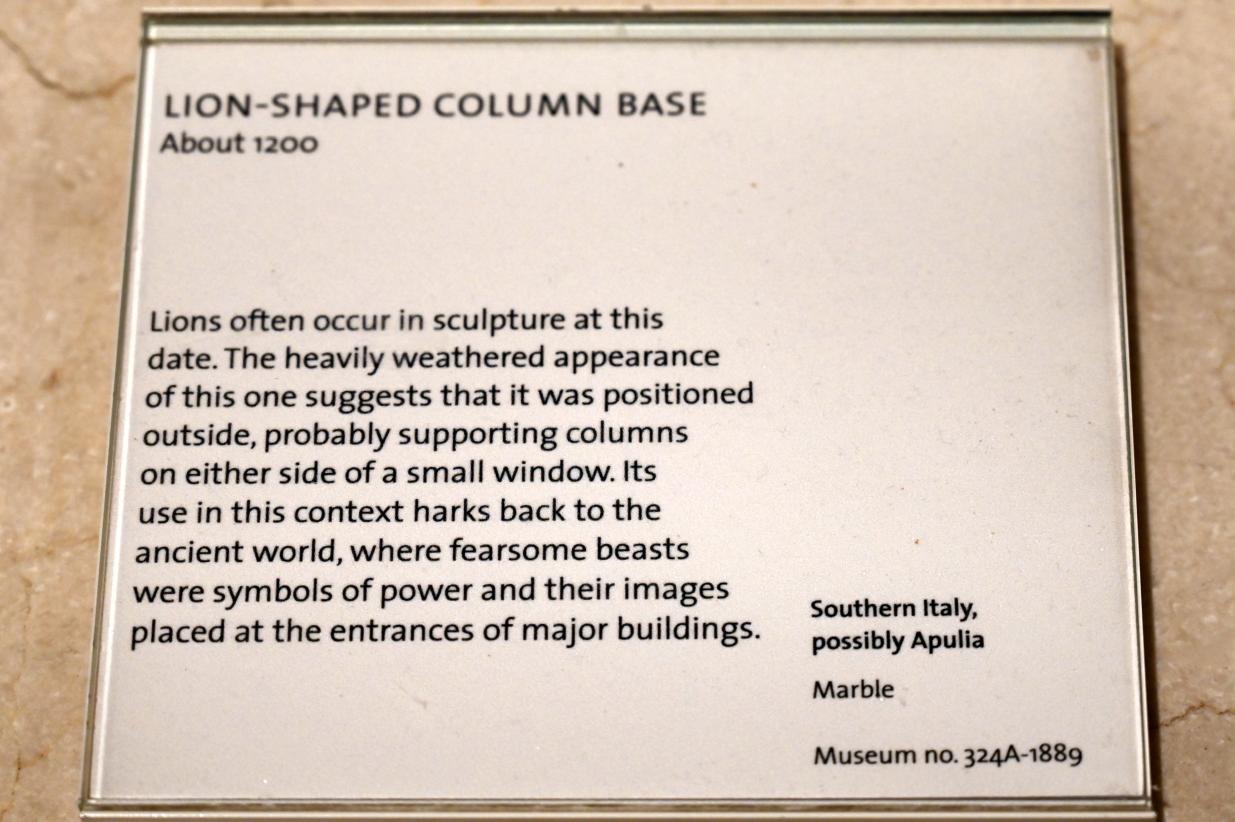 LION-SHAPED COLUMN BASE
About 1200
Lions often occur in sculpture at this
date. The heavily weathered appearance
of this one suggests that it was positioned
outside, probably supporting columns
on either side of a small window. Its
use in this context harks back to the
ancient world, where fearsome beasts
were symbols of power and their images
placed at the entrances of major buildings.
Southern Italy,
possibly Apulia
Marble
Museum no. 324A-1889